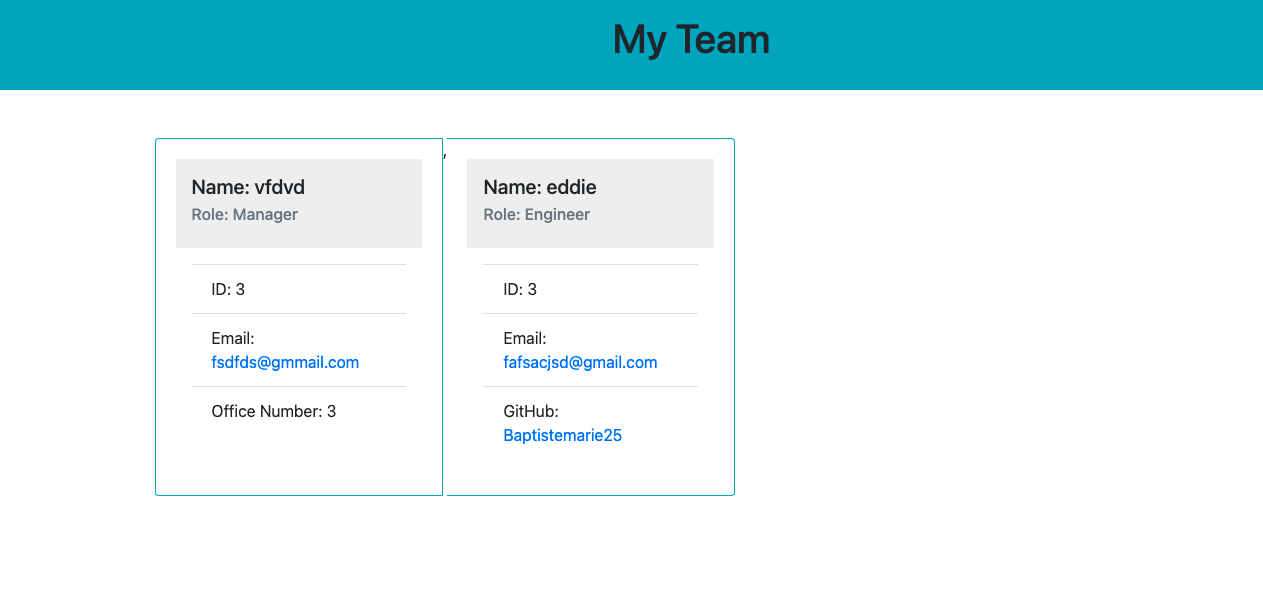 My Team
Name: vfdvd
Role: Manager
ID: 3
Email:
fsdfds@gmmail.com
Office Number: 3
,
Name: eddie
Role: Engineer
ID: 3
Email:
fafsacjsd@gmail.com
GitHub:
Baptistemarie25